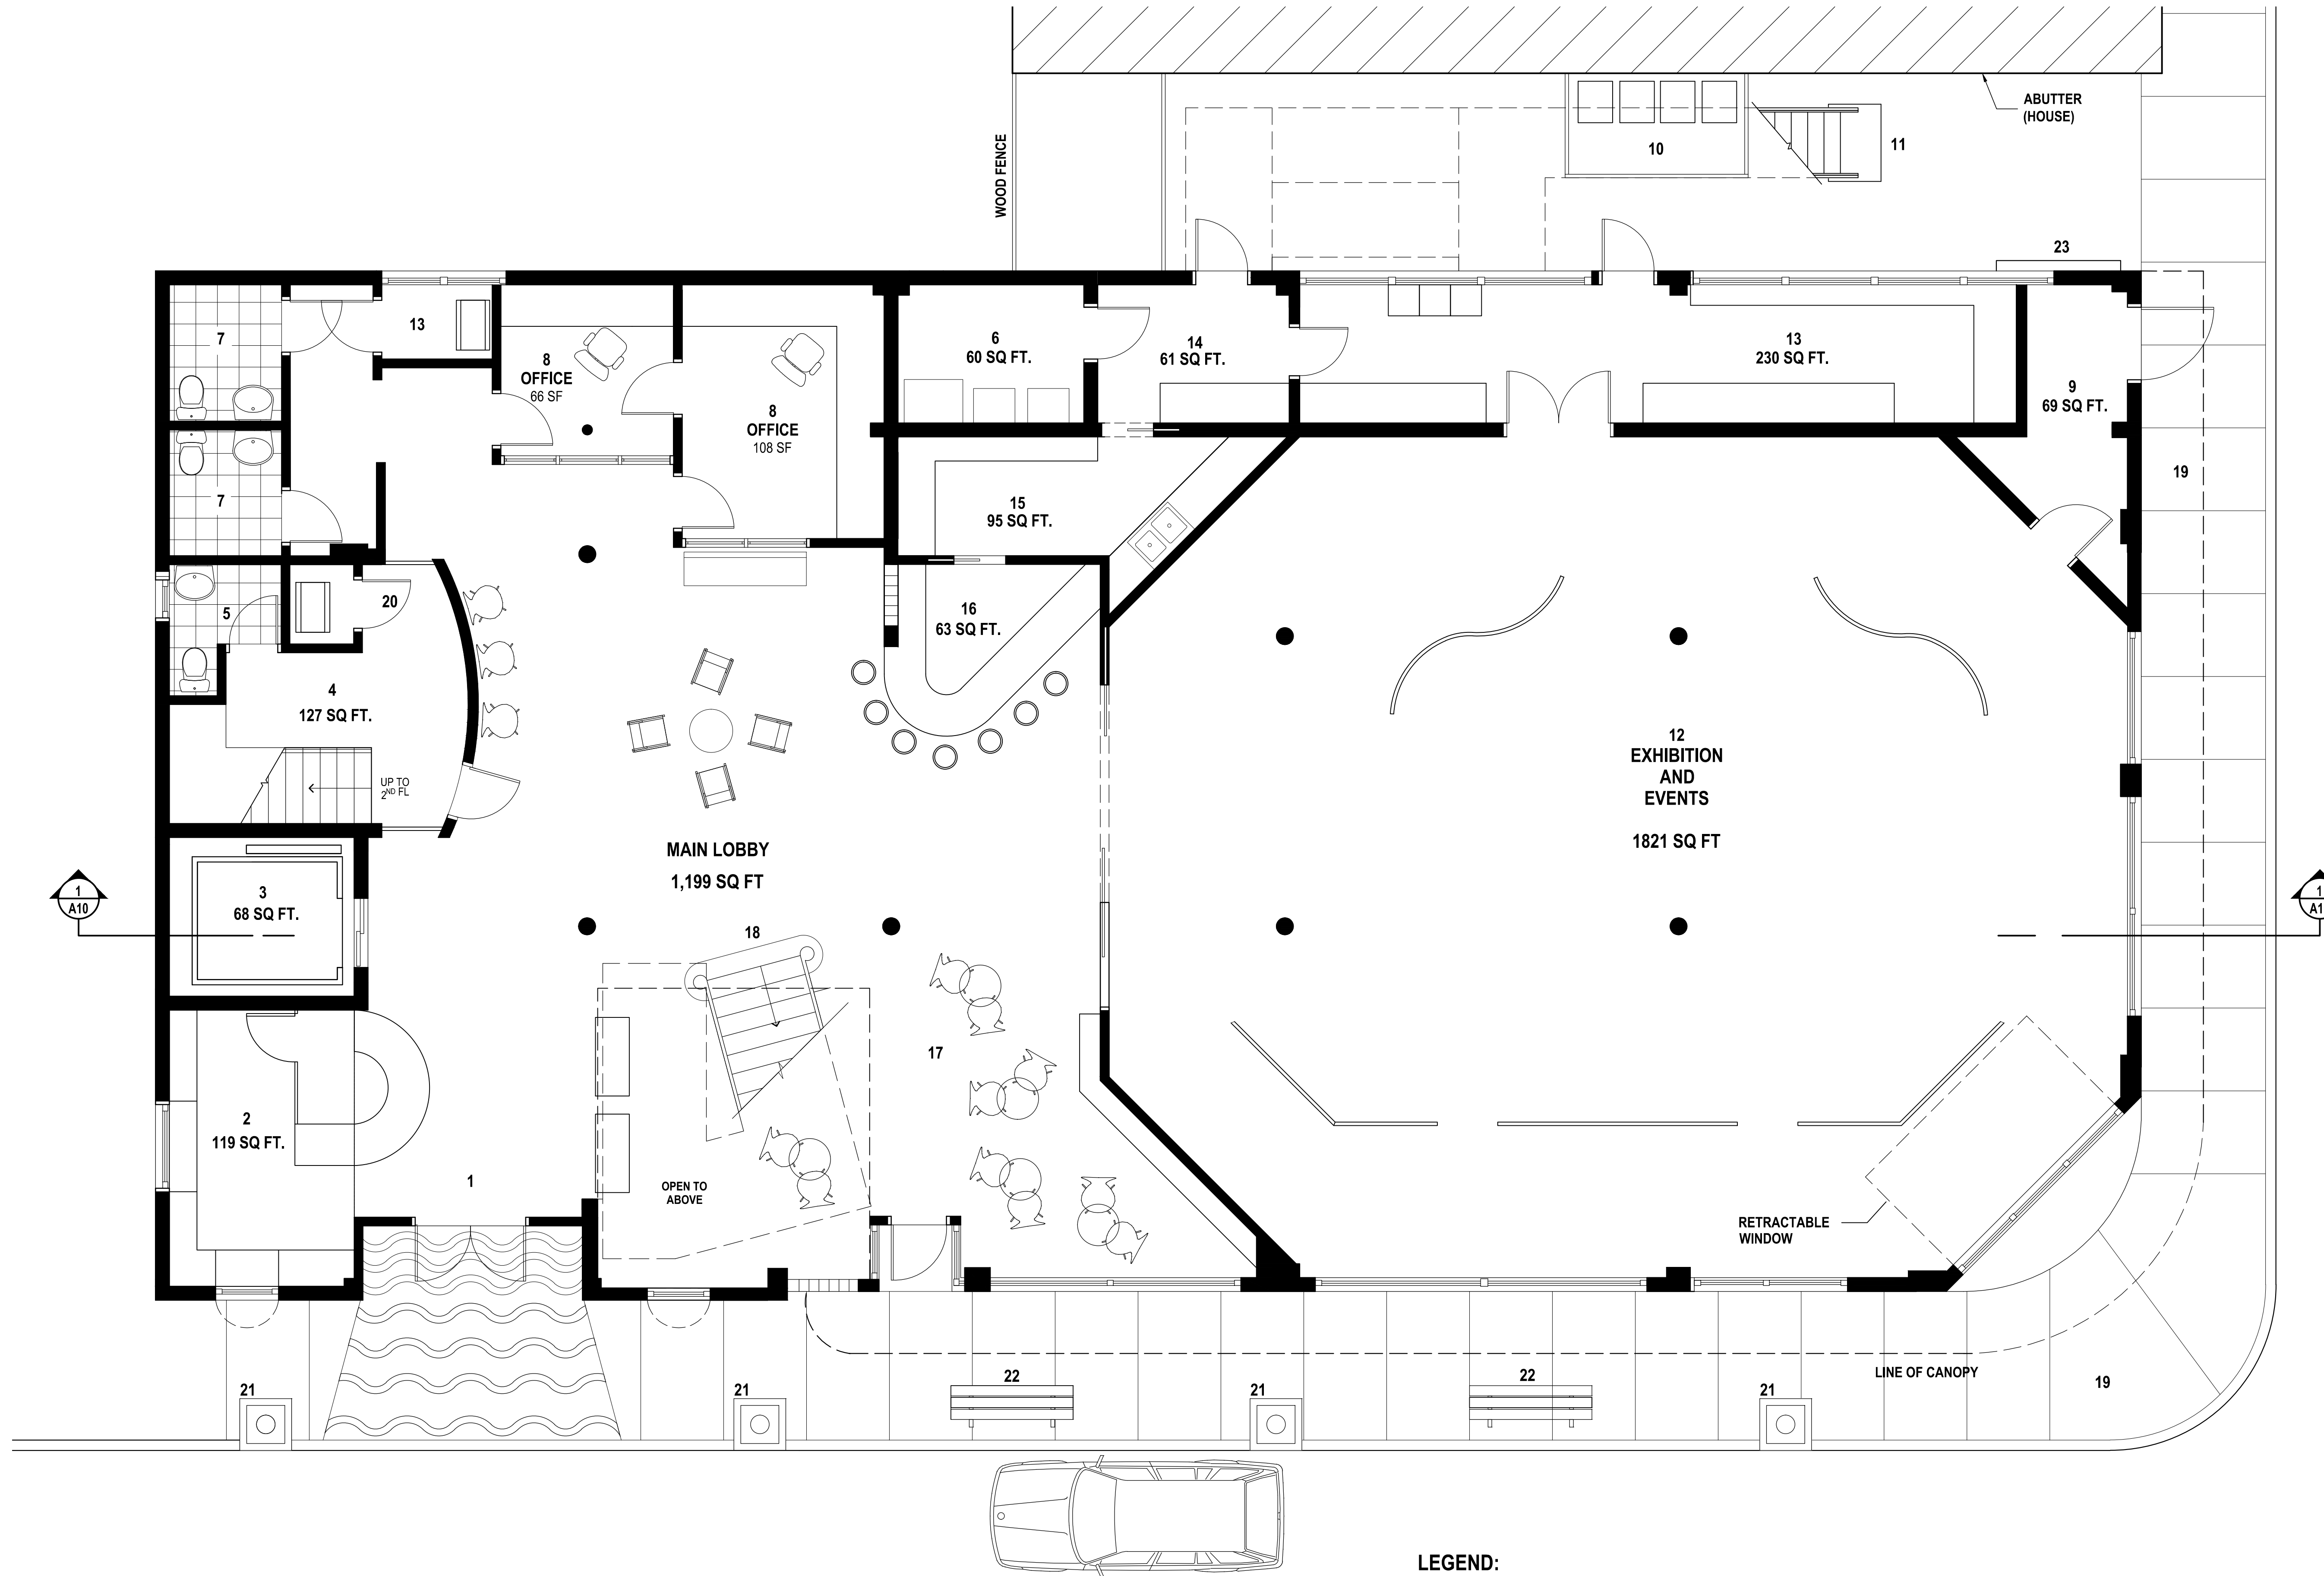 ABUTTER
(HOUSE)
WOOD FENCE
10
11
23
13
7
8
OFFICE
66 SF
8
OFFICE
108 SF
6
60 SQ FT.
14
61 SQ FT.
13
230 SQ FT.
9
69 SQ FT.
19
7
15
95 SQ FT.
5
20
16
63 SQ FT.
4
127 SQ FT.
UP TO
2ND FL
12
EXHIBITION
AND
EVENTS
1821 SQ FT
MAIN LOBBY
1,199 SQ FT
1
A10
3
68 SQ FT.
18
1
A1
17
2
119 SQ FT.
1
OPEN TO
ABOVE
RETRACTABLE
WINDOW
LINE OF CANOPY
19
21
21
22
21
22
21
LEGEND: